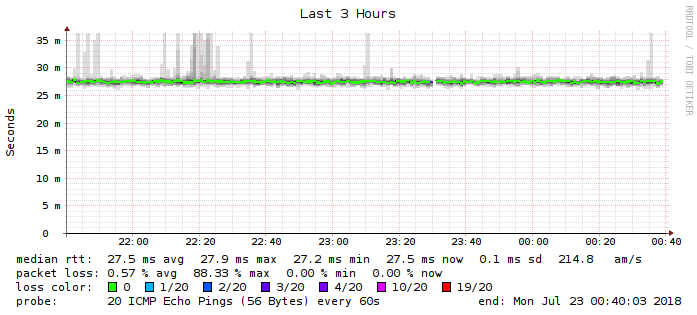 Last 3 Hours
RRDTOOL / TOBI OETIKER
Seconds
35 m
30 m
25 m
20 m
15 m
10 m
5 m
0
22:00 22:20 22:40 23:00 23:20 23:40 00:00 00:20 00:40
median rtt: 27.5 ms avg 27.9 ms max 27.2 ms min 27.5 ms now 0.1 ms sd 214.8 am/s
packet loss: 0.57 % avg 88.33 % max 0.00 % min 0.00 % now
loss color: 0 1/20 2/20 3/20 4/20 10/20 19/20
probe: 20 ICMP Echo Pings (56 Bytes) every 60s end: Mon Jul 23 00:40:03 2018